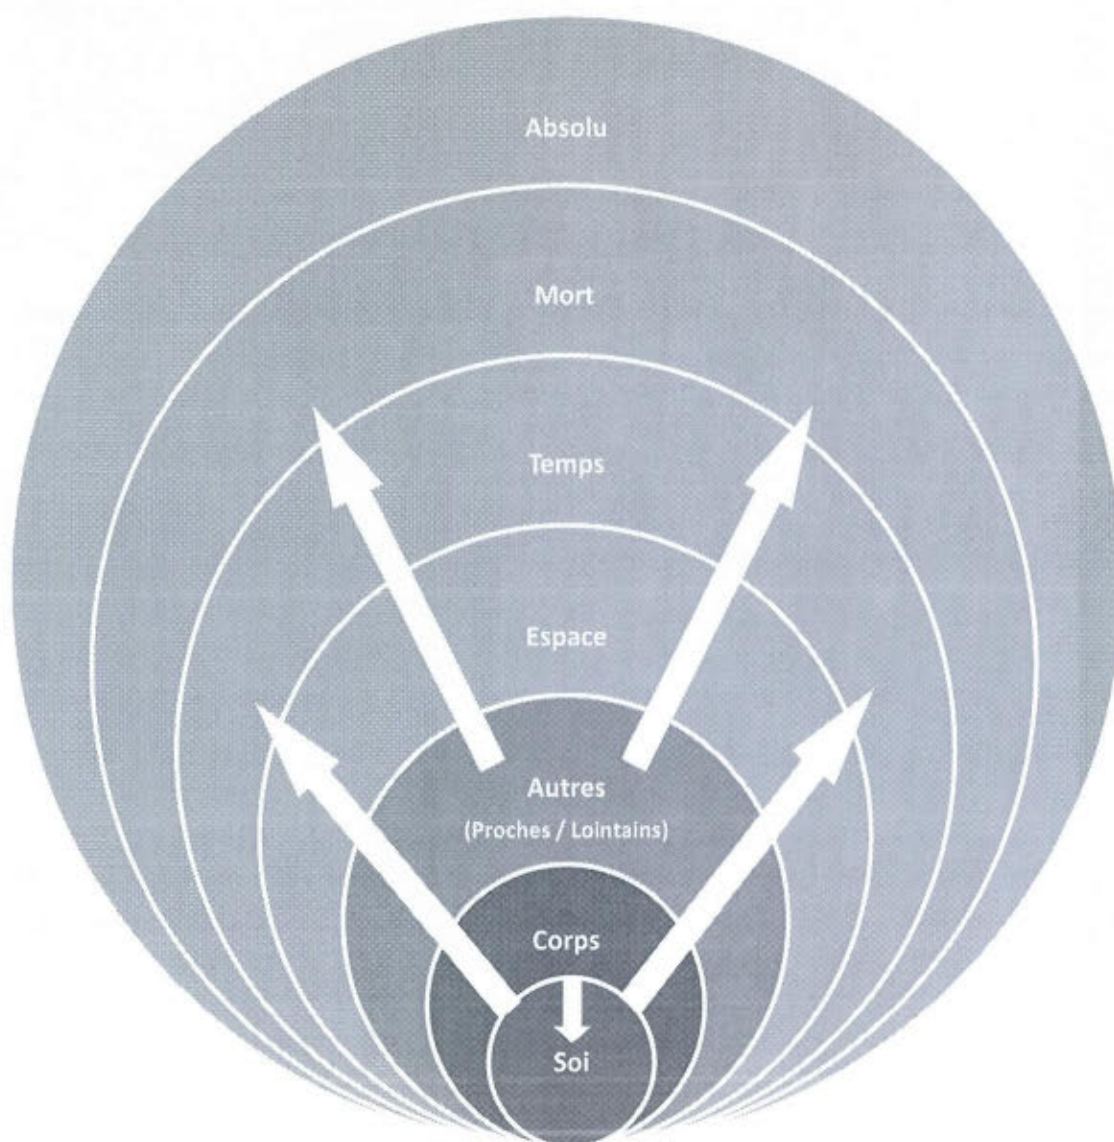 Absolu
Mort
Temps
Espace
Autres
(Proches / Lointains)
Corps
Soi